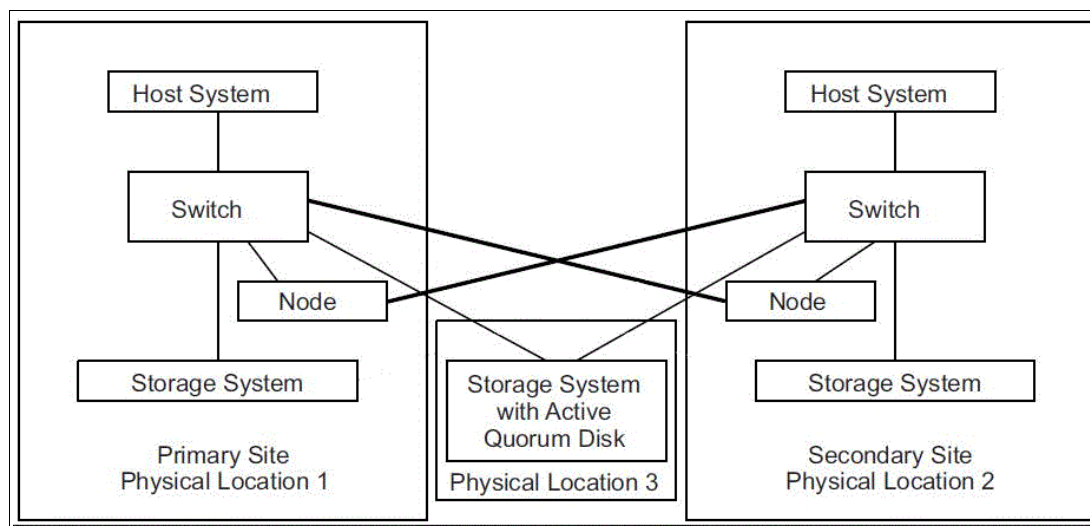 Host System
Switch
Node
Storage System
Primary Site
Physical Location 1
Storage System
with Active
Quorum Disk
Physical Location 3
Host System
Switch
Node
Storage System
Secondary Site
Physical Location 2